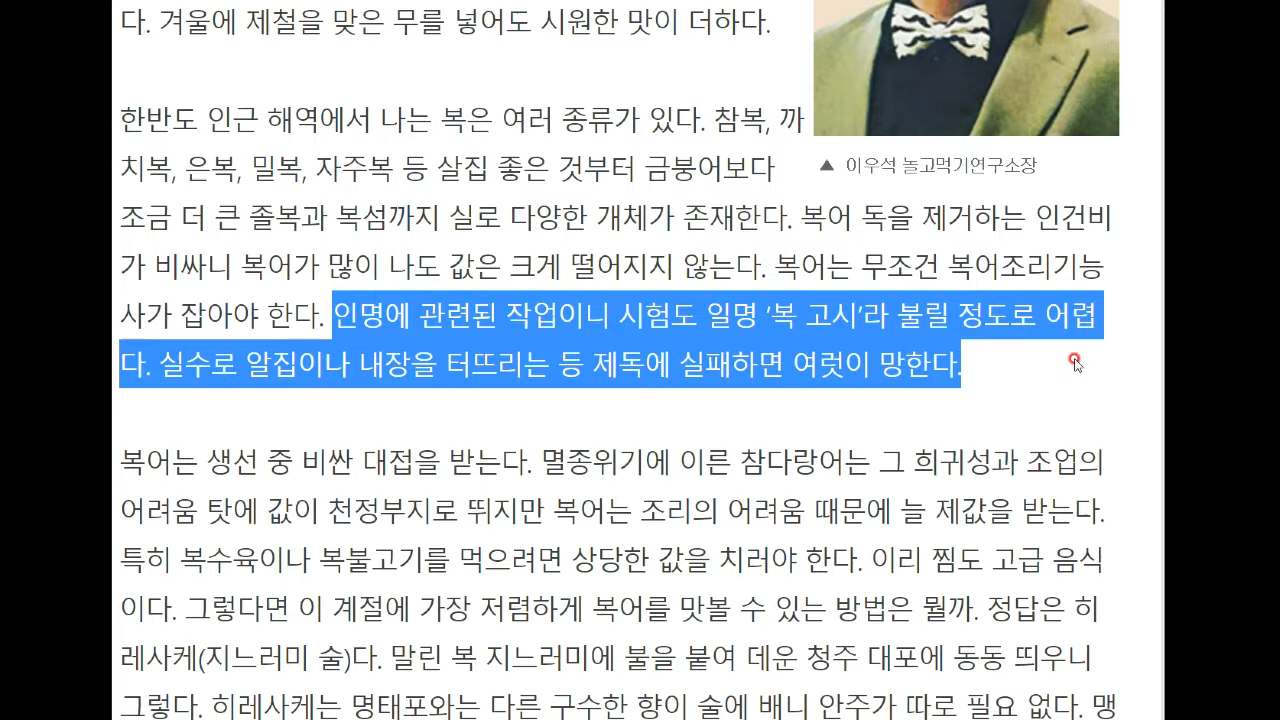 다. 겨울에 제철을 맞은 무를 넣어도 시원한 맛이 더하다.
한반도 인근 해역에서 나는 복은 여러 종류가 있다. 참복, 까
치복, 은복, 밀복, 자주복 등 살집 좋은 것부터 금붕어보다
▲ 이우석 놀고먹기연구소장
조금 더 큰 졸복과 복섬까지 실로 다양한 개체가 존재한다. 복어 독을 제거하는 인건비
가 비싸니 복어가 많이 나도 값은 크게 떨어지지 않는다. 복어는 무조건 복어조리기능
사가 잡아야 한다. 인명에 관련된 작업이니 시험도 일명 ‘복 고시’라 불릴 정도로 어렵
다. 실수로 알집이나 내장을 터뜨리는 등 제독에 실패하면 여럿이 망한다.
복어는 생선 중 비싼 대접을 받는다. 멸종위기에 이른 참다랑어는 그 희귀성과 조업의
어려움 탓에 값이 천정부지로 뛰지만 복어는 조리의 어려움 때문에 늘 제값을 받는다.
특히 복수육이나 복불고기를 먹으려면 상당한 값을 치러야 한다. 이리 찜도 고급 음식
이다. 그렇다면 이 계절에 가장 저렴하게 복어를 맛볼 수 있는 방법은 뭘까. 정답은 히
레사케(지느러미 술)다. 말린 복 지느러미에 불을 붙여 데운 청주 대포에 동동 띄우니
그렇다. 히레사케는 명태포와는 다른 구수한 향이 술에 배니 안주가 따로 필요 없다. 맹